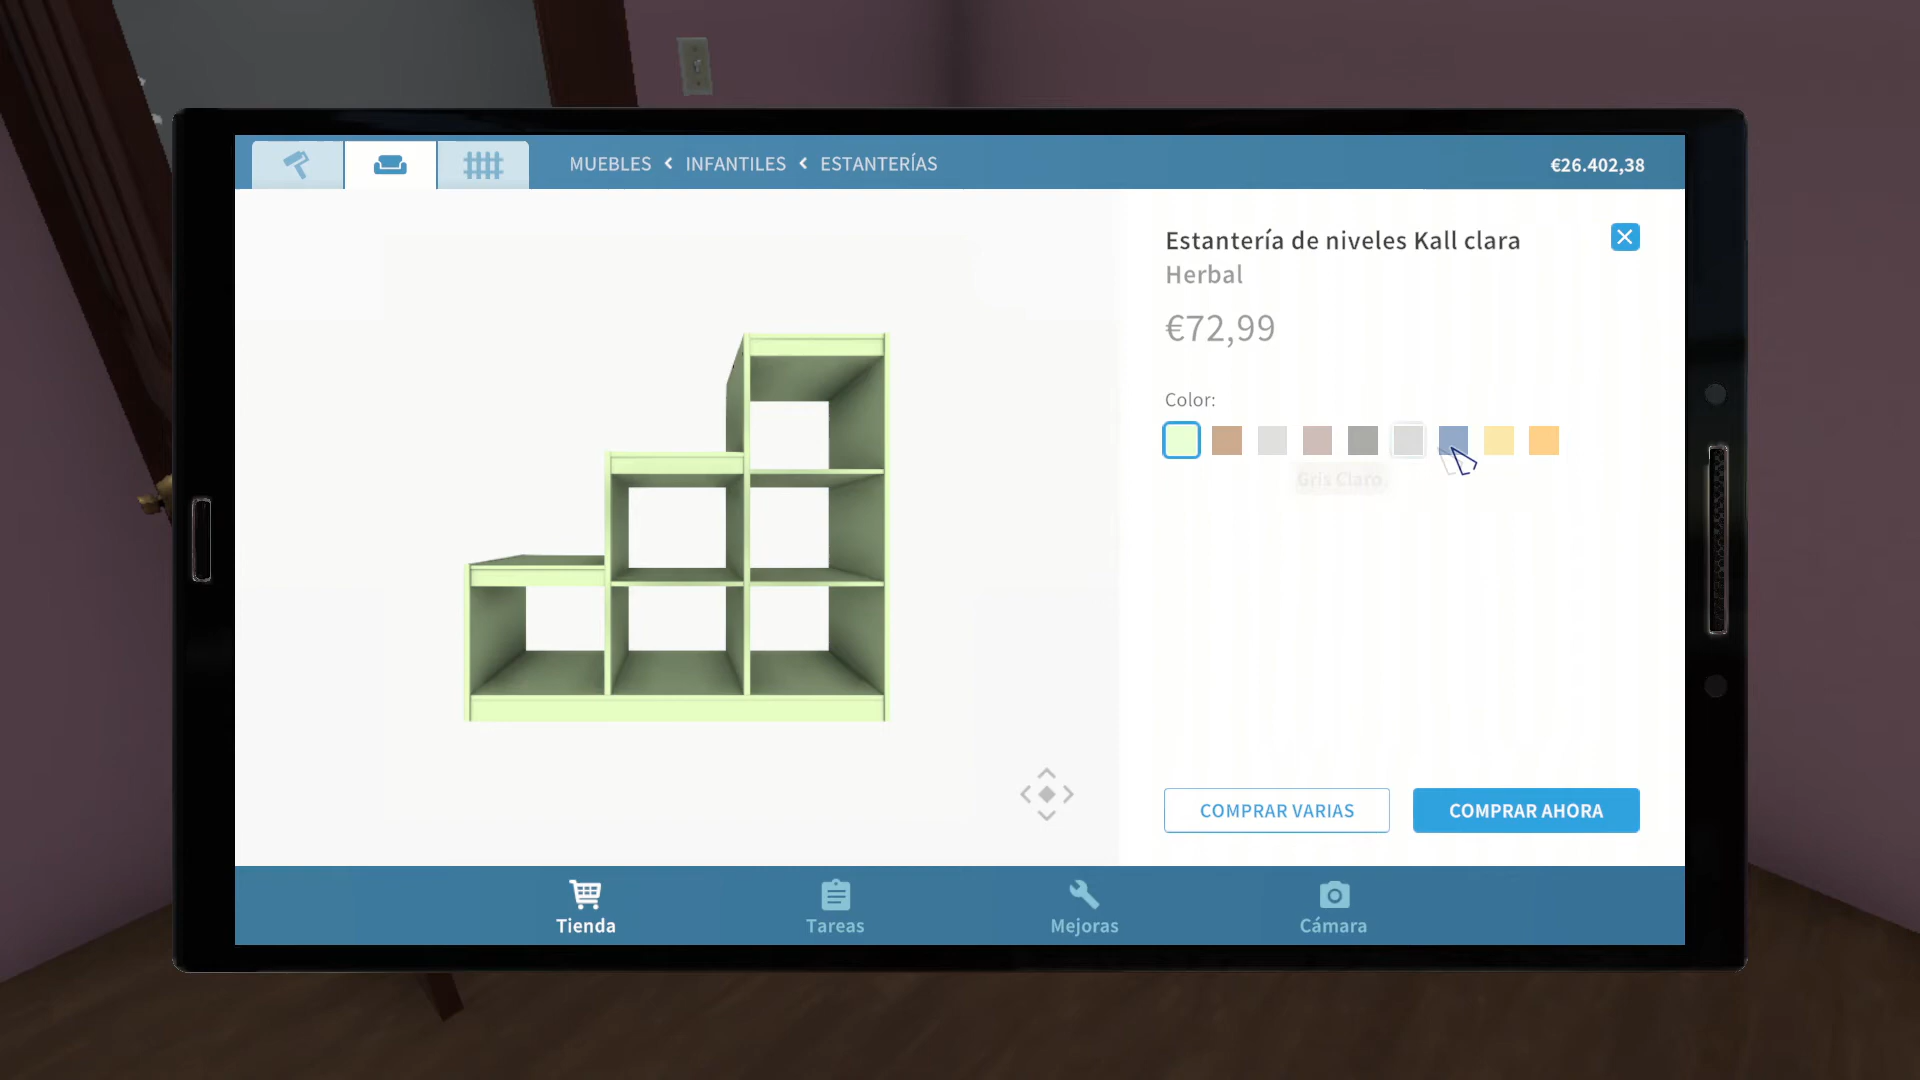 MUEBLES < INFANTILES < ESTANTERÍAS
€26.402,38
Estantería de niveles Kall clara
Herbal
€72,99
Color:
Gris Claro
COMPRAR VARIAS
COMPRAR AHORA
Tienda
Tareas
Mejoras
Cámara